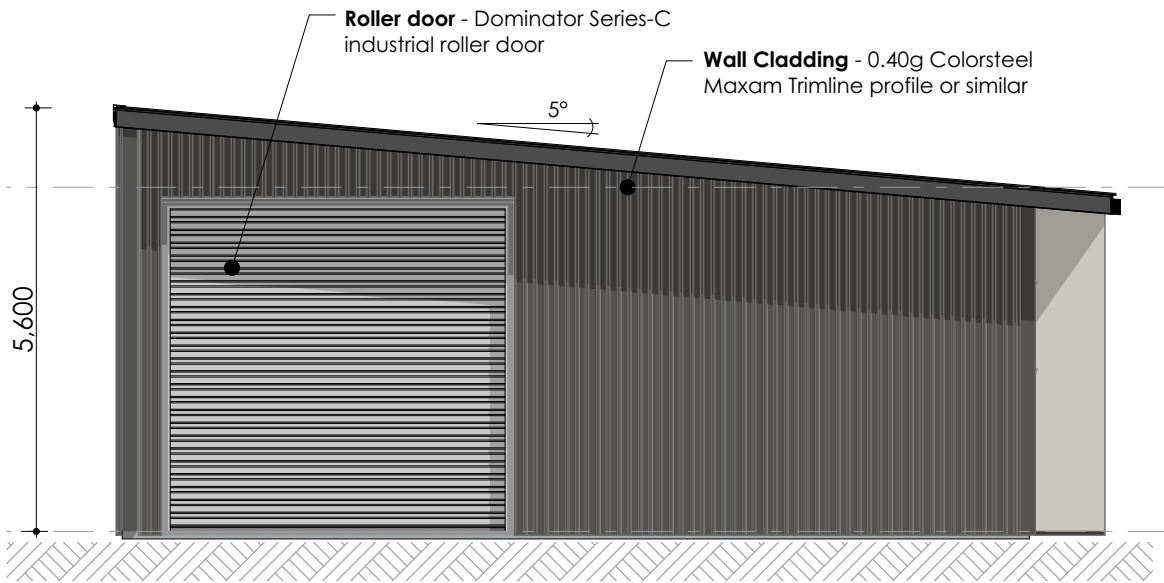 Roller door - Dominator Series-C
industrial roller door
Wall Cladding - 0.40g Colorsteel
Maxam Trimline profile or similar
5°
5,600